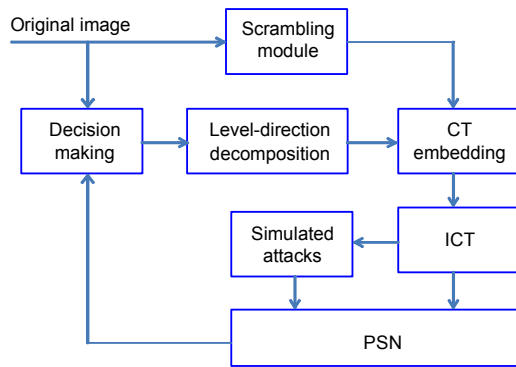 Original image
Scrambling
module
Decision
making
Level-direction
decomposition
CT
embedding
Simulated
attacks
ICT
PSN